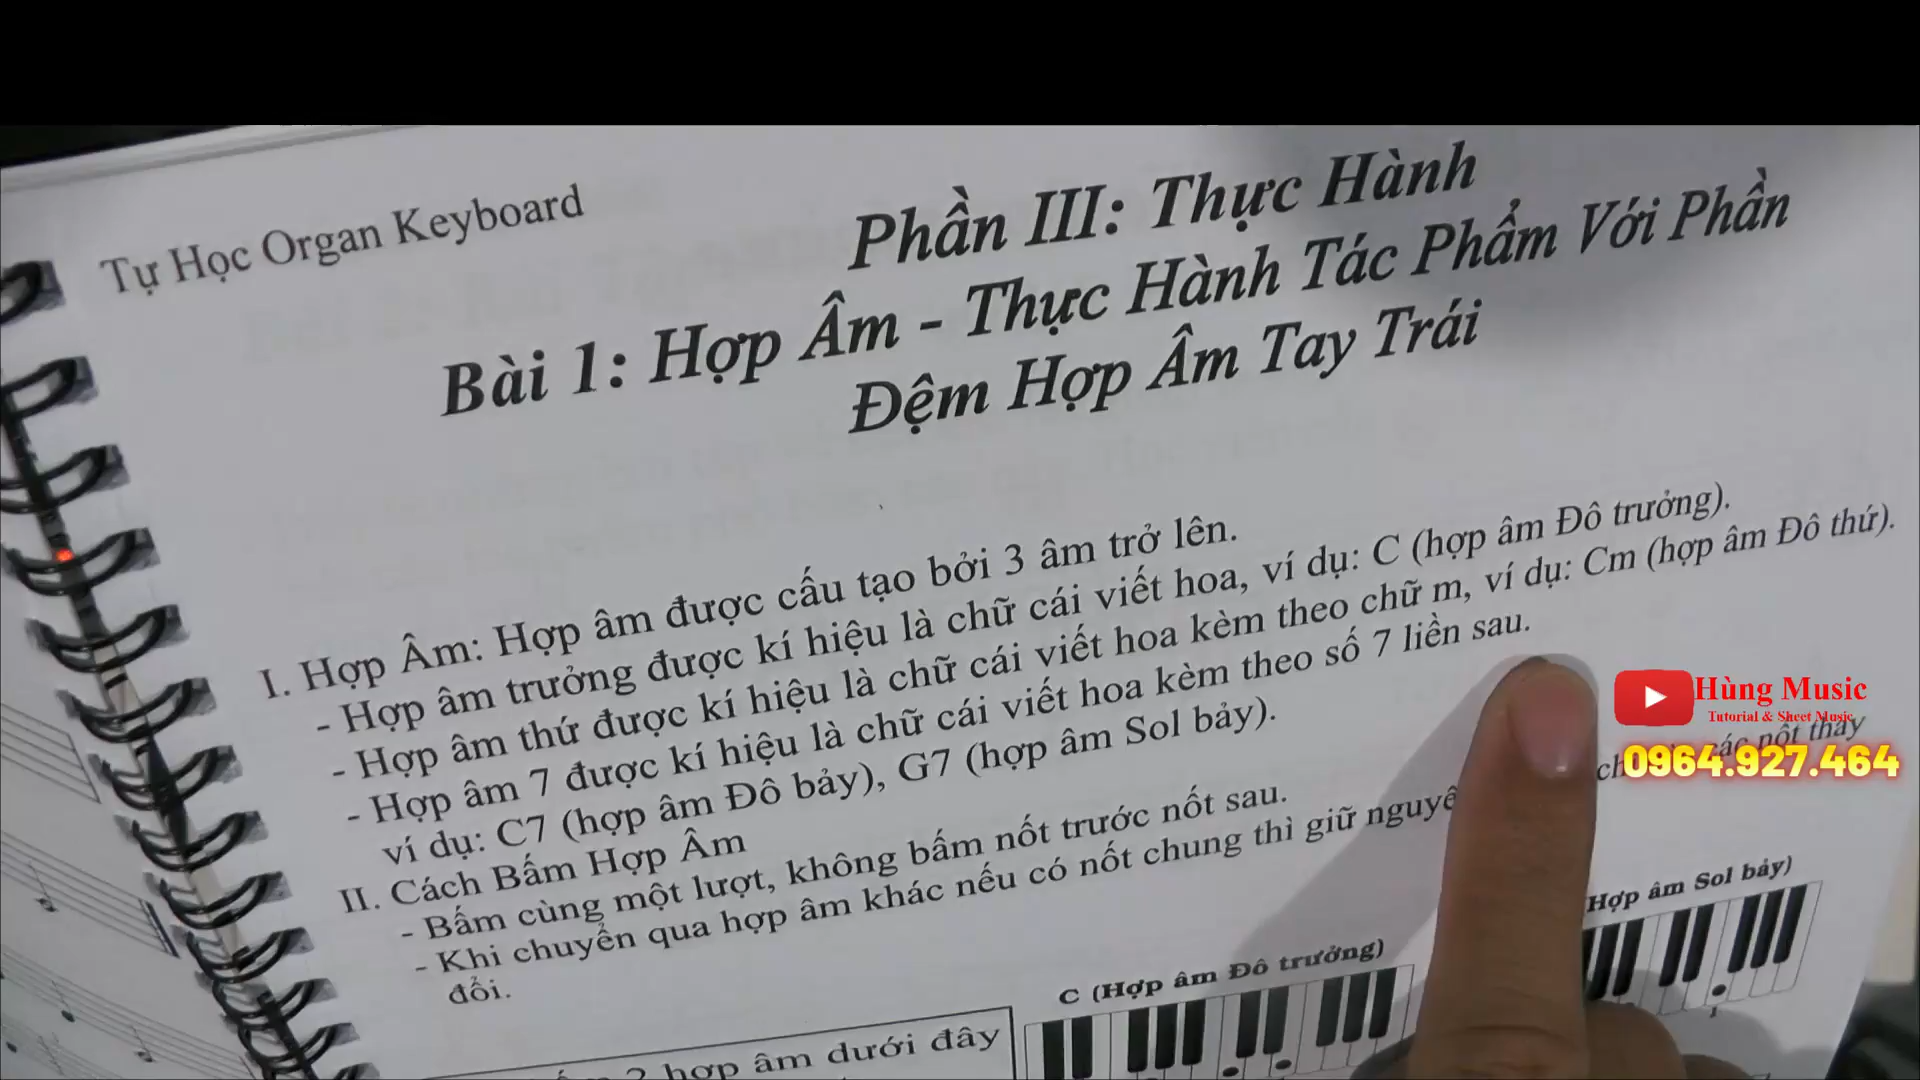 Tự Học Organ Keyboard
Phần III: Thực Hành
Bài 1: Hợp Âm - Thực Hành Tác Phẩm Với Phần
Đệm Hợp Âm Tay Trái
I. Hợp Âm: Hợp âm được cấu tạo bởi 3 âm trở lên.
- Hợp âm trưởng được kí hiệu là chữ cái viết hoa, ví dụ: C (hợp âm Đô trưởng).
- Hợp âm thứ được kí hiệu là chữ cái viết hoa kèm theo chữ m, ví dụ: Cm (hợp âm Đô thứ).
- Hợp âm 7 được kí hiệu là chữ cái viết hoa kèm theo số 7 liền sau.
ví dụ: C7 (hợp âm Đô bảy), G7 (hợp âm Sol bảy).
II. Cách Bấm Hợp Âm
- Bấm cùng một lượt, không bấm nốt trước nốt sau.
- Khi chuyển qua hợp âm khác nếu có nốt chung thì giữ nguyê các nốt thay
đổi.
hợp âm dưới đây
C (Hợp âm Đô trưởng)
Hợp âm Sol bảy)
1
Hùng Music
Tutorial & Sheet Music
0964.927.464